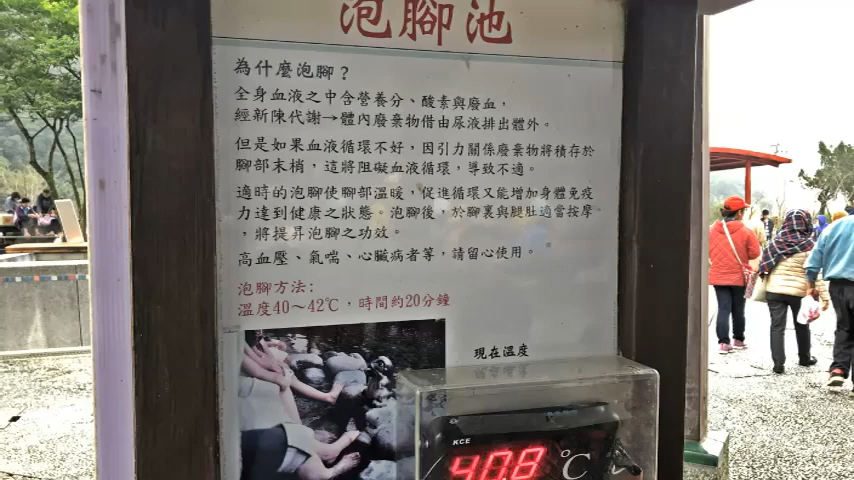 泡腳池
為什麼泡腳？
全身血液之中含營養分、酸素與廢血，
經新陳代謝→體內廢棄物借由尿液排出體外。
但是如果血液循環不好，因引力關係廢棄物將積存於
腳部末梢，這將阻礙血液循環，導致不適。
適時的泡腳使腳部溫暖，促進循環又能增加身體免疫
力達到健康之狀態。泡腳後，於腳裏與腿肚適當按摩
，將提昇泡腳之功效。
高血壓、氣喘、心臟病者等，請留心使用。
泡腳方法:
溫度40～42℃，時間約20分鐘
現在溫度
KCE
40.8 ℃